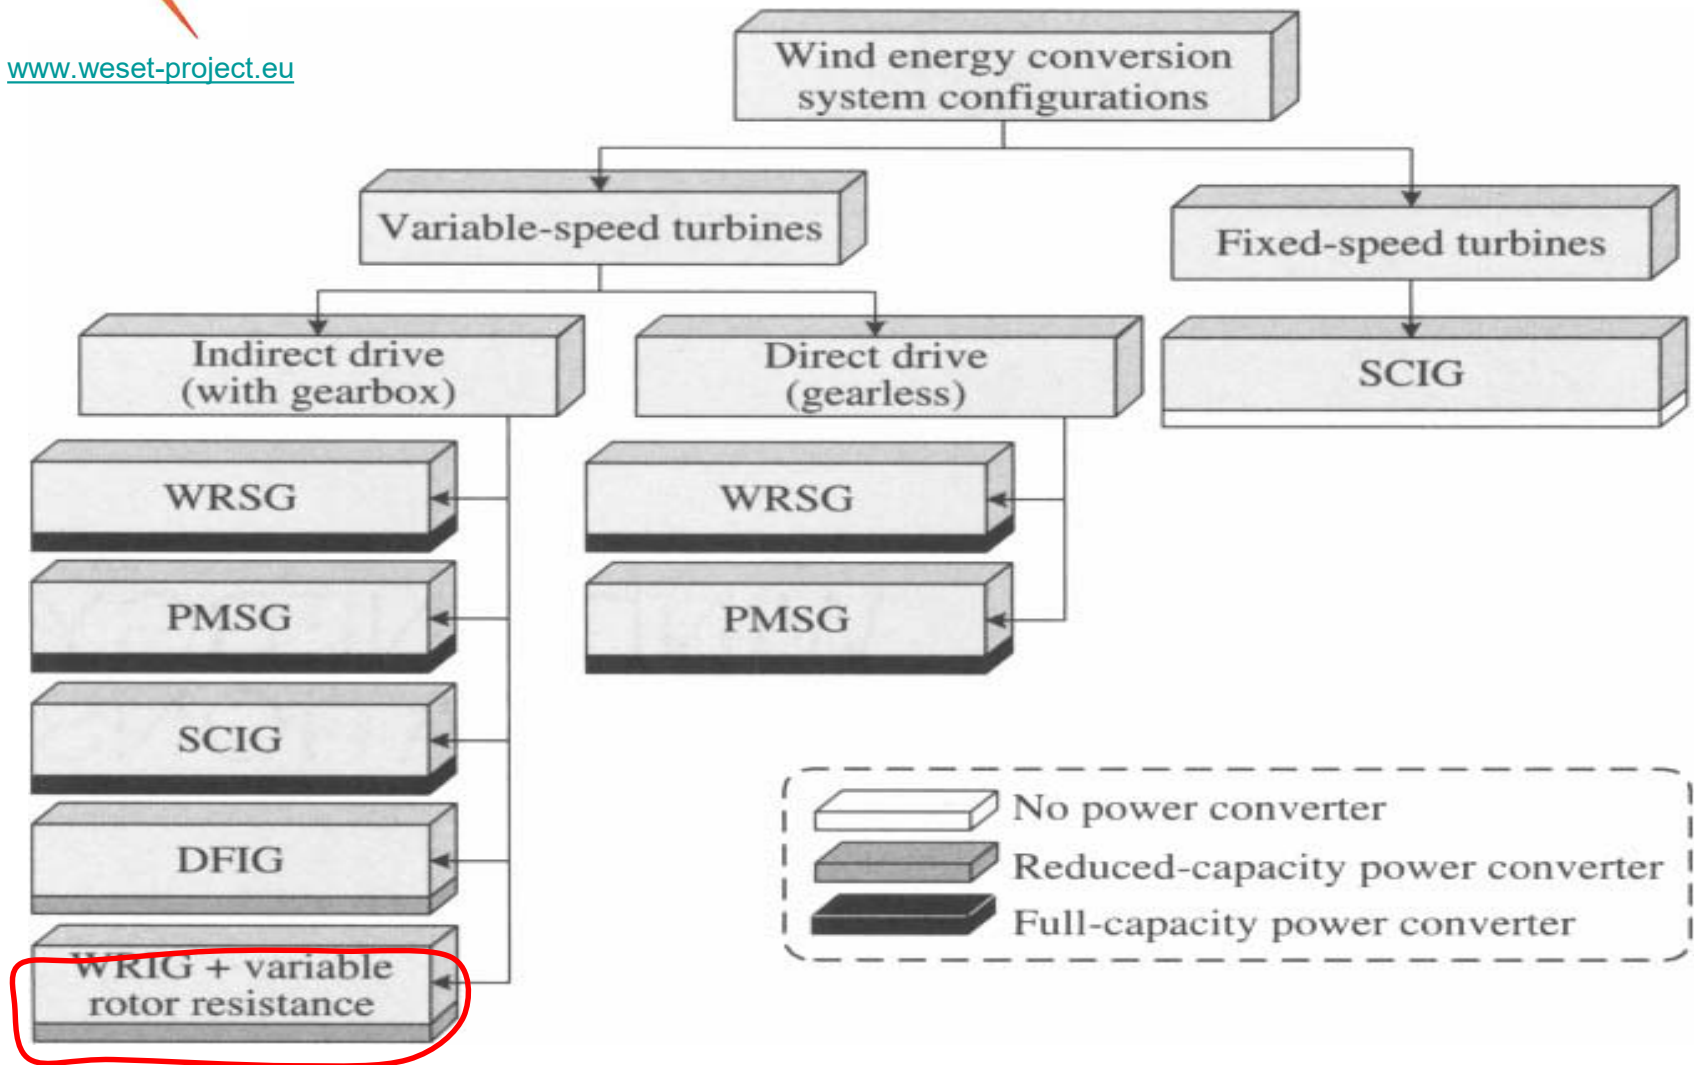 www.weset-project.eu
Wind energy conversion
system configurations
Variable-speed turbines
Fixed-speed turbines
Indirect drive
(with gearbox)
Direct drive
(gearless)
SCIG
WRSG
WRSG
PMSG
PMSG
SCIG
DFIG
WRIG + variable
rotor resistance
No power converter
Reduced-capacity power converter
Full-capacity power converter